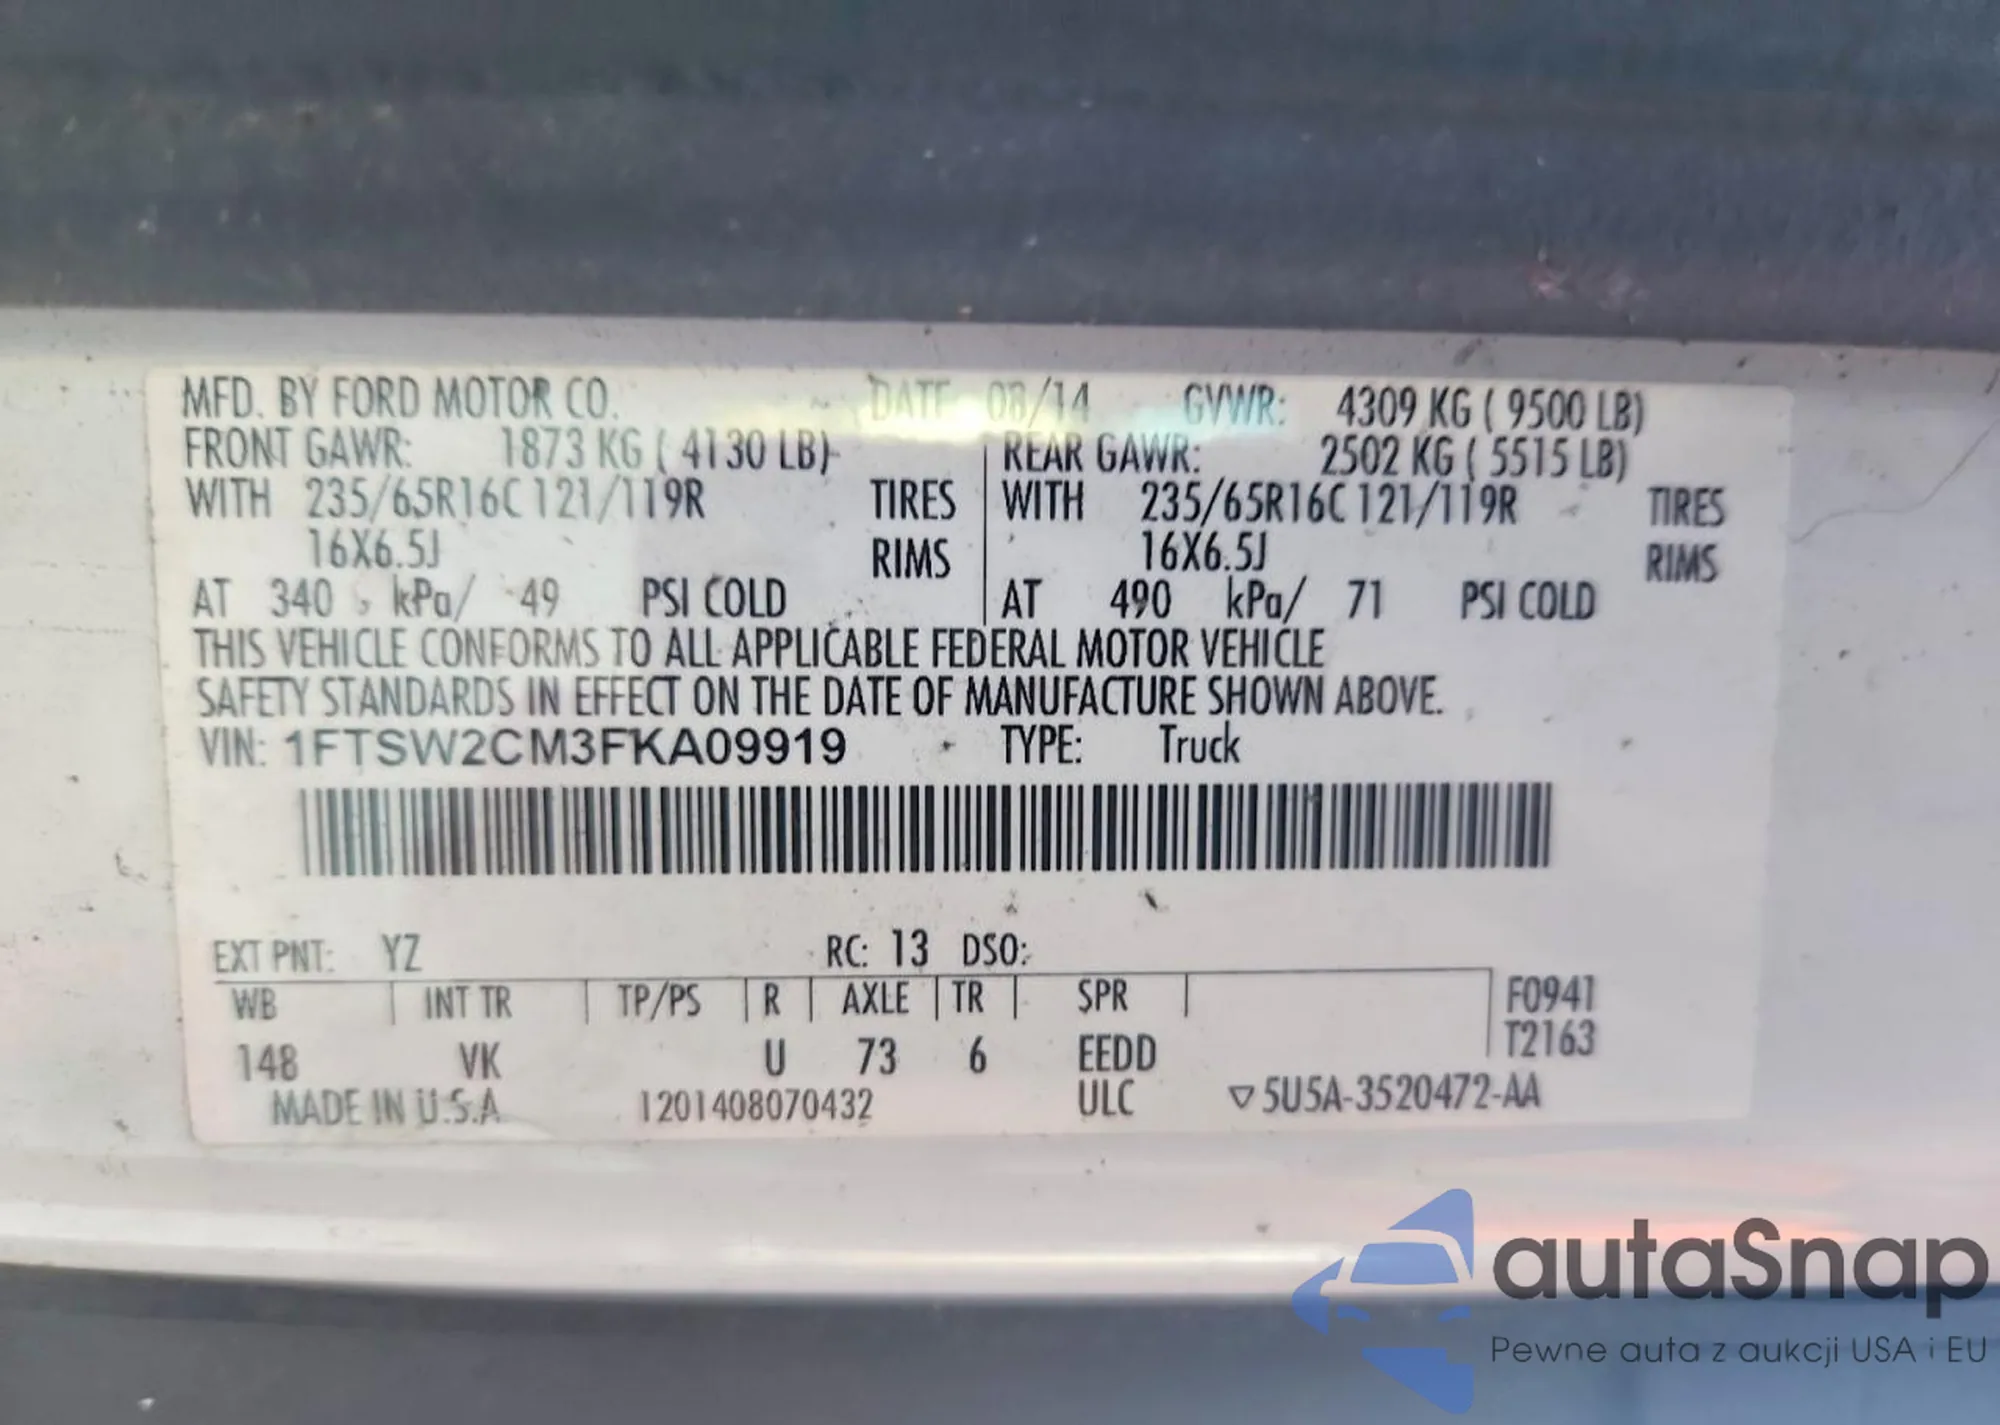 MFD. BY FORD MOTOR CO. DATE 08/14 GVWR: 4309 KG ( 9500 LB)
FRONT GAWR: 1873 KG ( 4130 LB) REAR GAWR: 2502 KG ( 5515 LB)
WITH 235/65R16C 121/119R TIRES WITH 235/65R16C 121/119R TIRES
16X6.5J RIMS 16X6.5J RIMS
AT 340 kPa/ 49 PSI COLD AT 490 kPa/ 71 PSI COLD
THIS VEHICLE CONFORMS TO ALL APPLICABLE FEDERAL MOTOR VEHICLE
SAFETY STANDARDS IN EFFECT ON THE DATE OF MANUFACTURE SHOWN ABOVE.
VIN: 1FTSW2CM3FKA09919 TYPE: Truck
EXT PNT: YZ RC: 13 DSO:
WB INT TR TP/PS R AXLE TR SPR F0941
T2163
148 VK U 73 6 EEDD
MADE IN U.S.A 1201408070432 ULC ▽5U5A-3520472-AA
autaSnap
Pewne auta z aukcji USA i EU